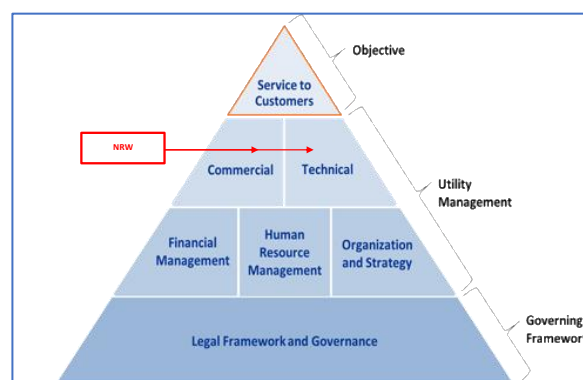 Objective
Service to
Customers
NRW
Commercial
Technical
Utility
Management
Financial
Management
Human
Resource
Management
Organization
and Strategy
Governing
Framework
Legal Framework and Governance